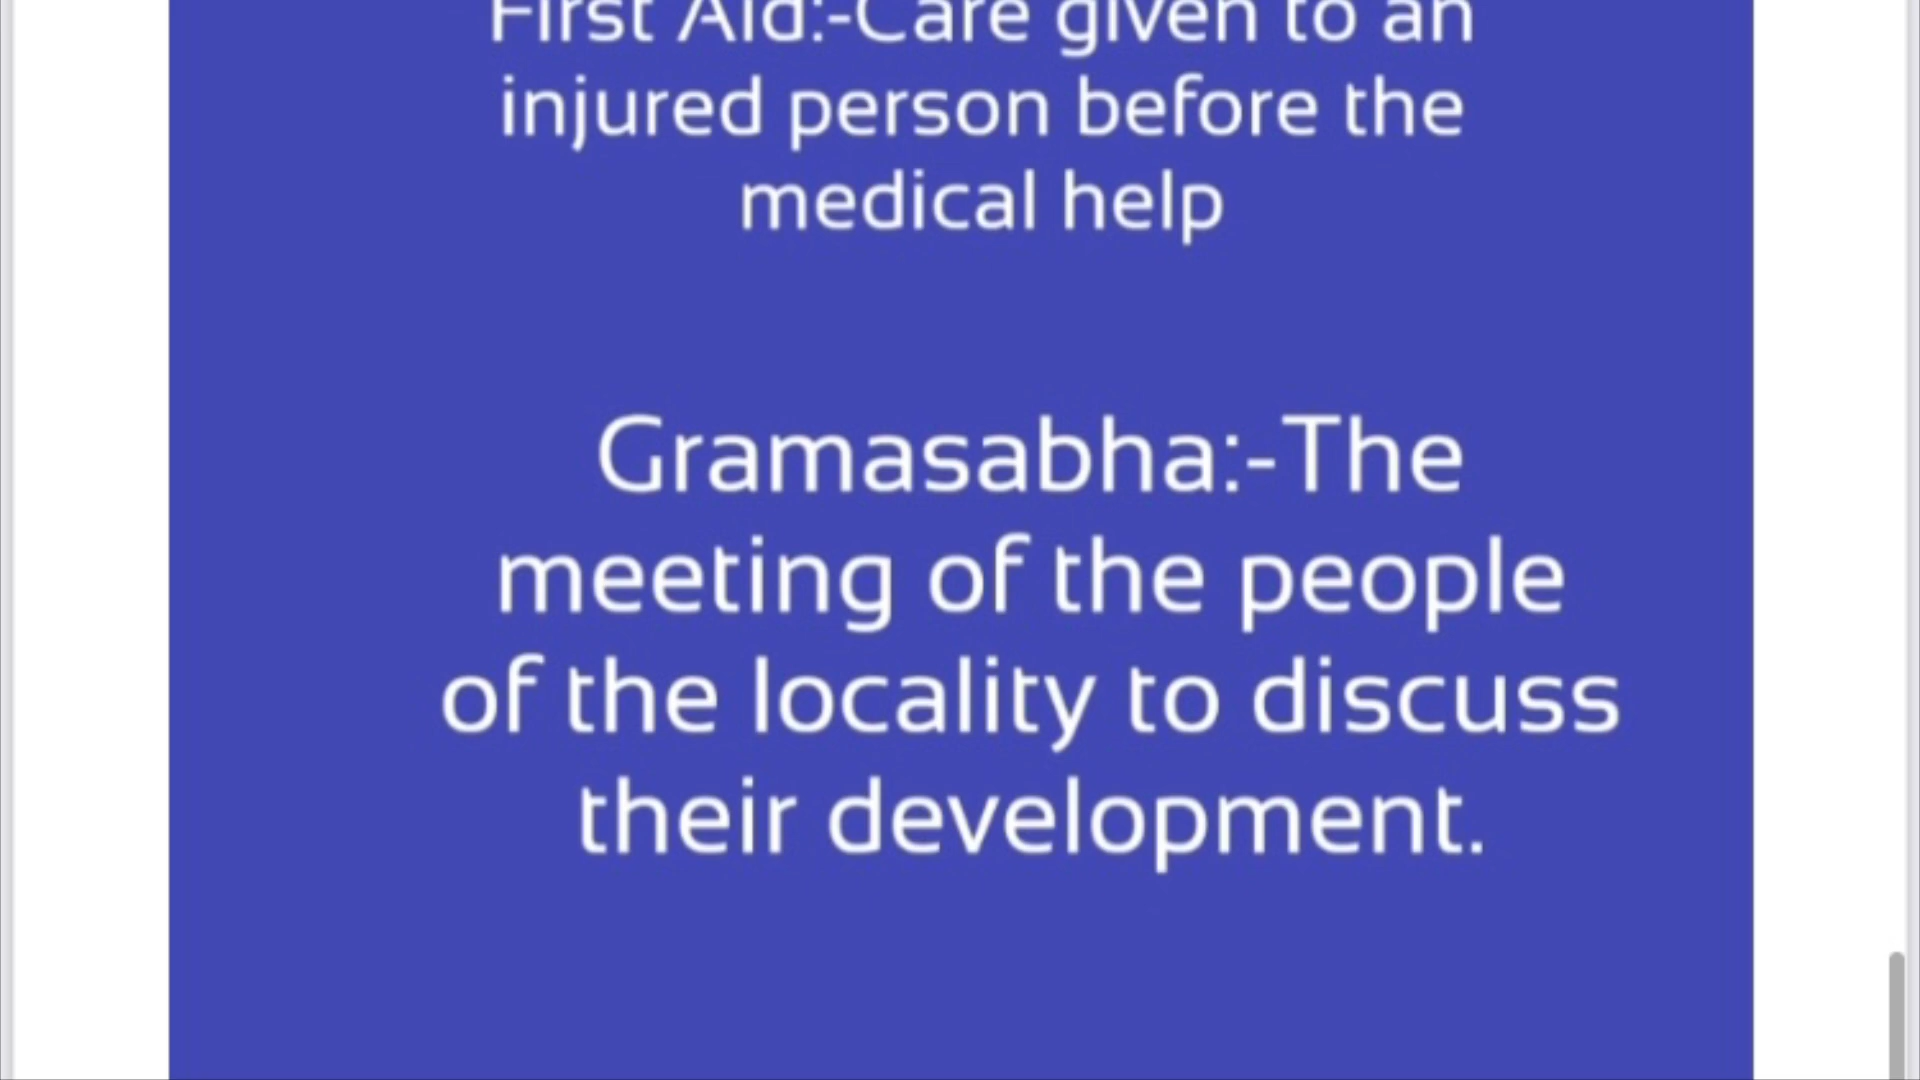 First Aid:-Care given to an
injured person before the
medical help
Gramasabha:-The
meeting of the people
of the locality to discuss
their development.